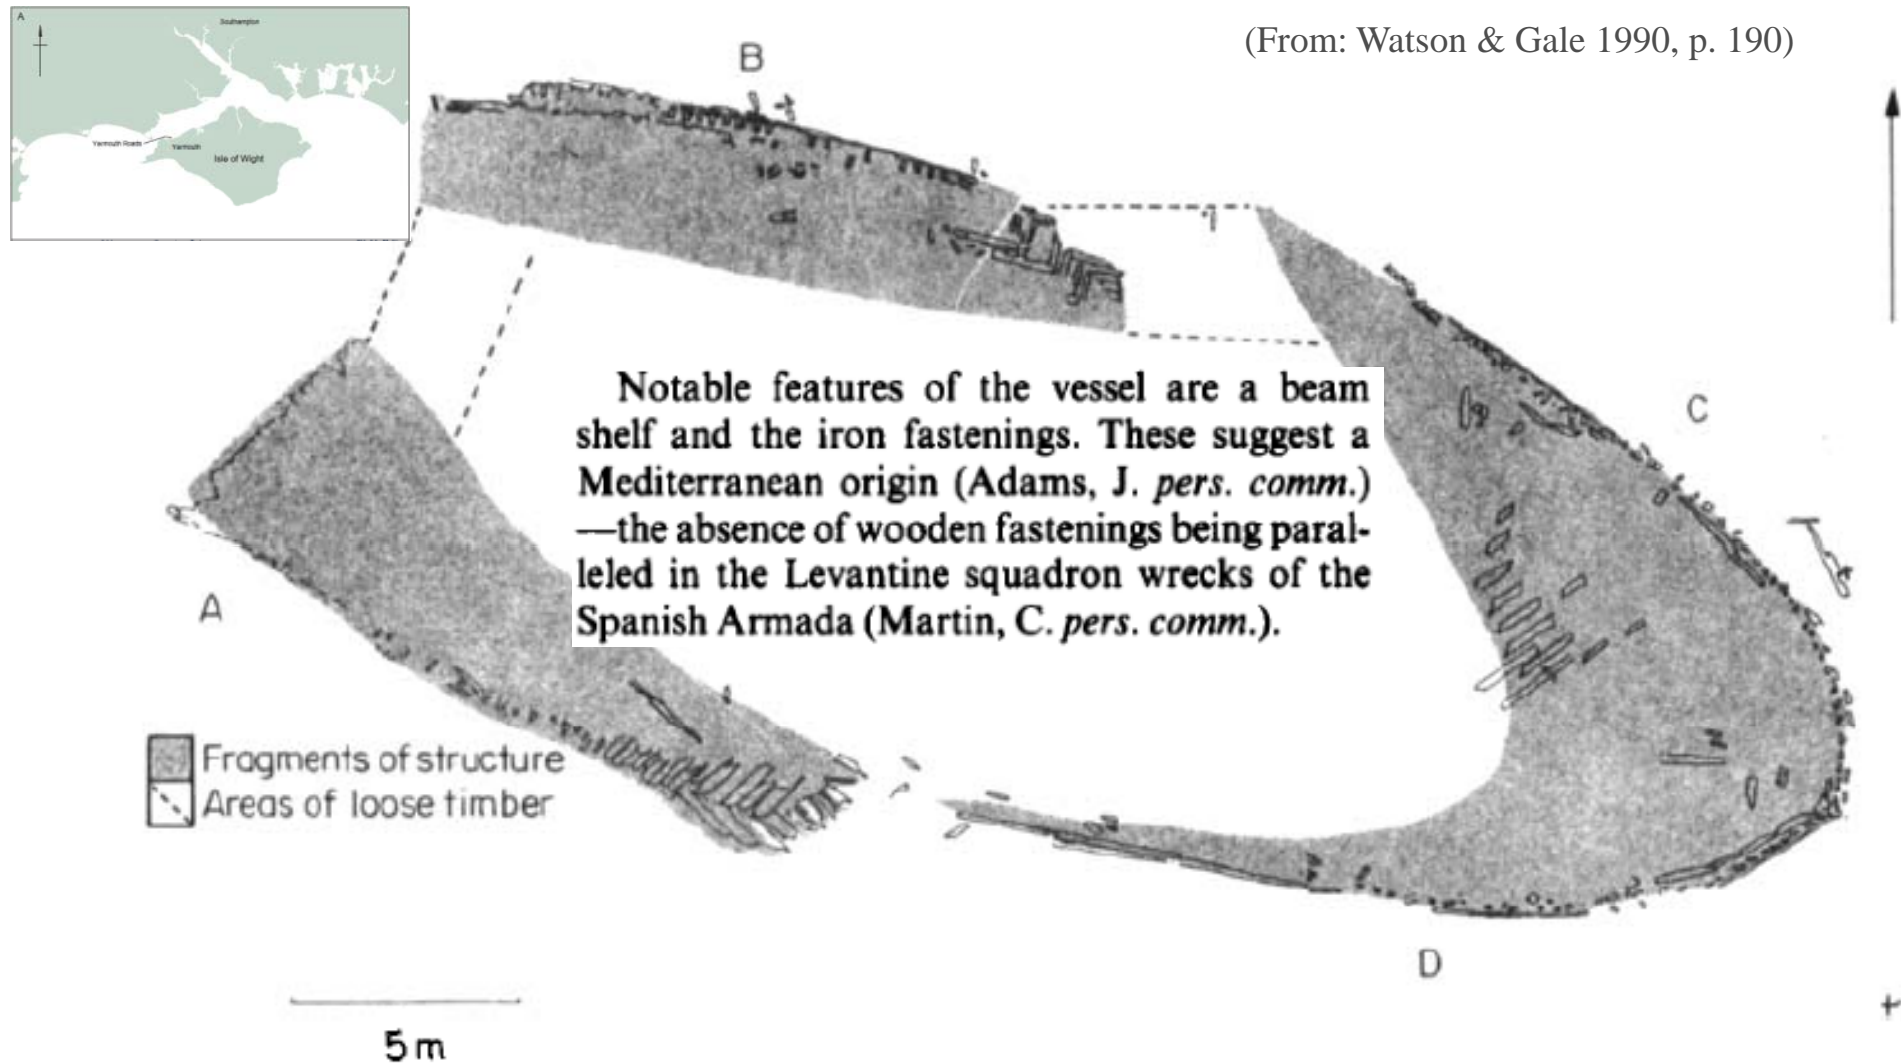 A
Southampton
Yarmouth Roads
Yarmouth
Isle of Wight
(From: Watson & Gale 1990, p. 190)
B
Notable features of the vessel are a beam
shelf and the iron fastenings. These suggest a
Mediterranean origin (Adams, J. pers. comm.)
—the absence of wooden fastenings being paral-
leled in the Levantine squadron wrecks of the
Spanish Armada (Martin, C. pers. comm.).
C
A
Fragments of structure
Areas of loose timber
D
5m